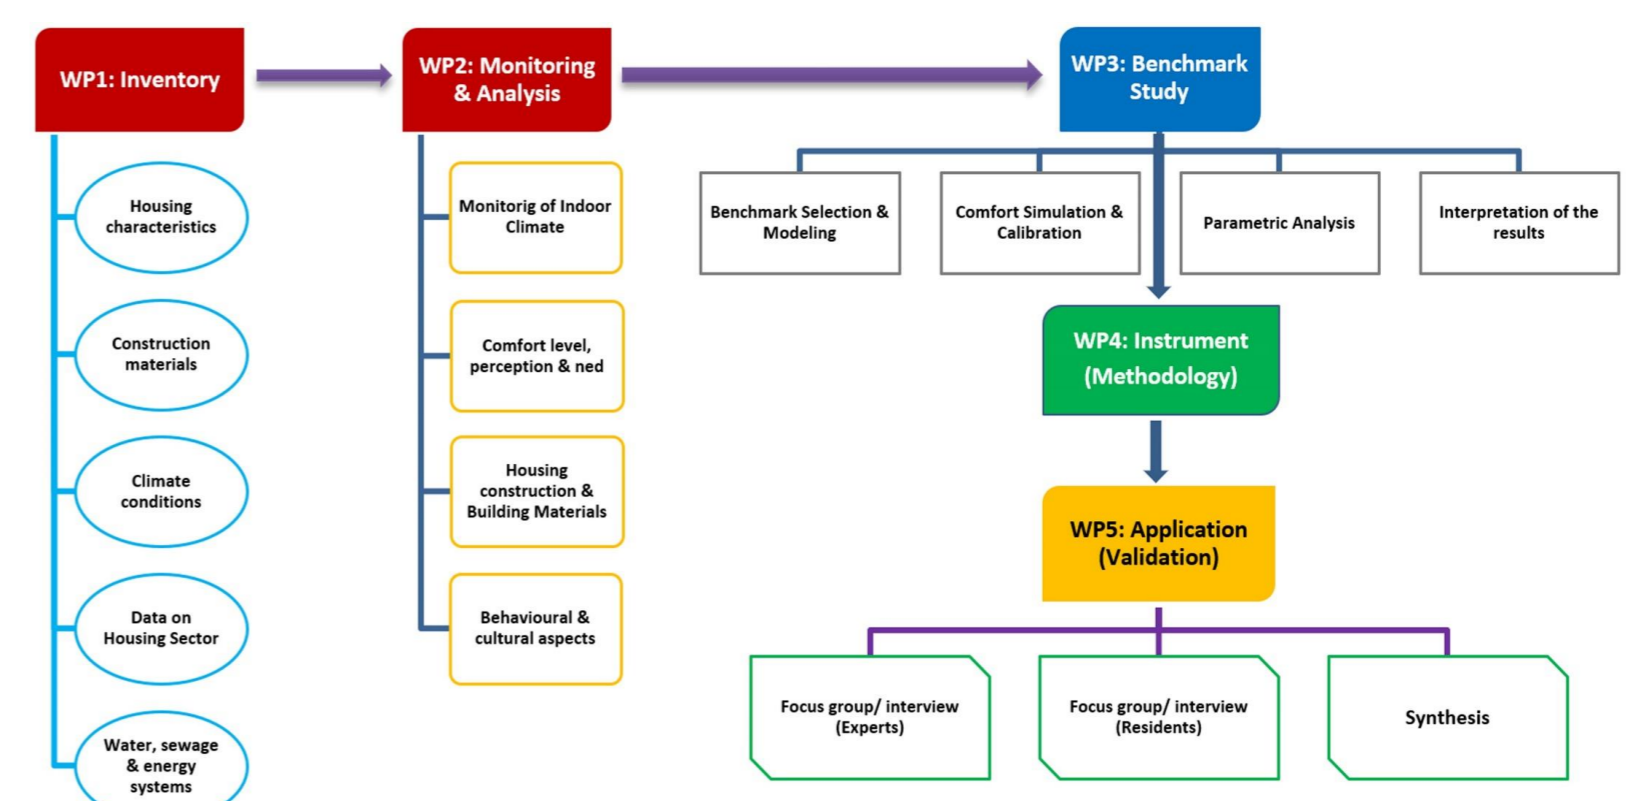 WP1: Inventory
Housing
characteristics
Construction
materials
Climate
conditions
Data on
Housing Sector
Water, sewage
& energy
systems
WP2: Monitoring
& Analysis
Monitorig of Indoor
Climate
Comfort level,
perception & ned
Housing
construction &
Building Materials
Behavioural &
cultural aspects
WP3: Benchmark
Study
Benchmark Selection &
Modeling
Comfort Simulation &
Calibration
Parametric Analysis
Interpretation of the
results
WP4: Instrument
(Methodology)
WP5: Application
(Validation)
Focus group/ interview
(Experts)
Focus group/ interview
(Residents)
Synthesis